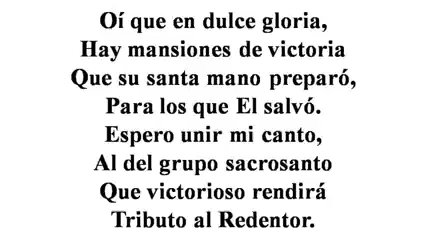 Oí que en dulce gloria,
Hay mansiones de victoria
Que su santa mano preparó,
Para los que El salvó.
Espero unir mi canto,
Al del grupo sacrosanto
Que victorioso rendirá
Tributo al Redentor.